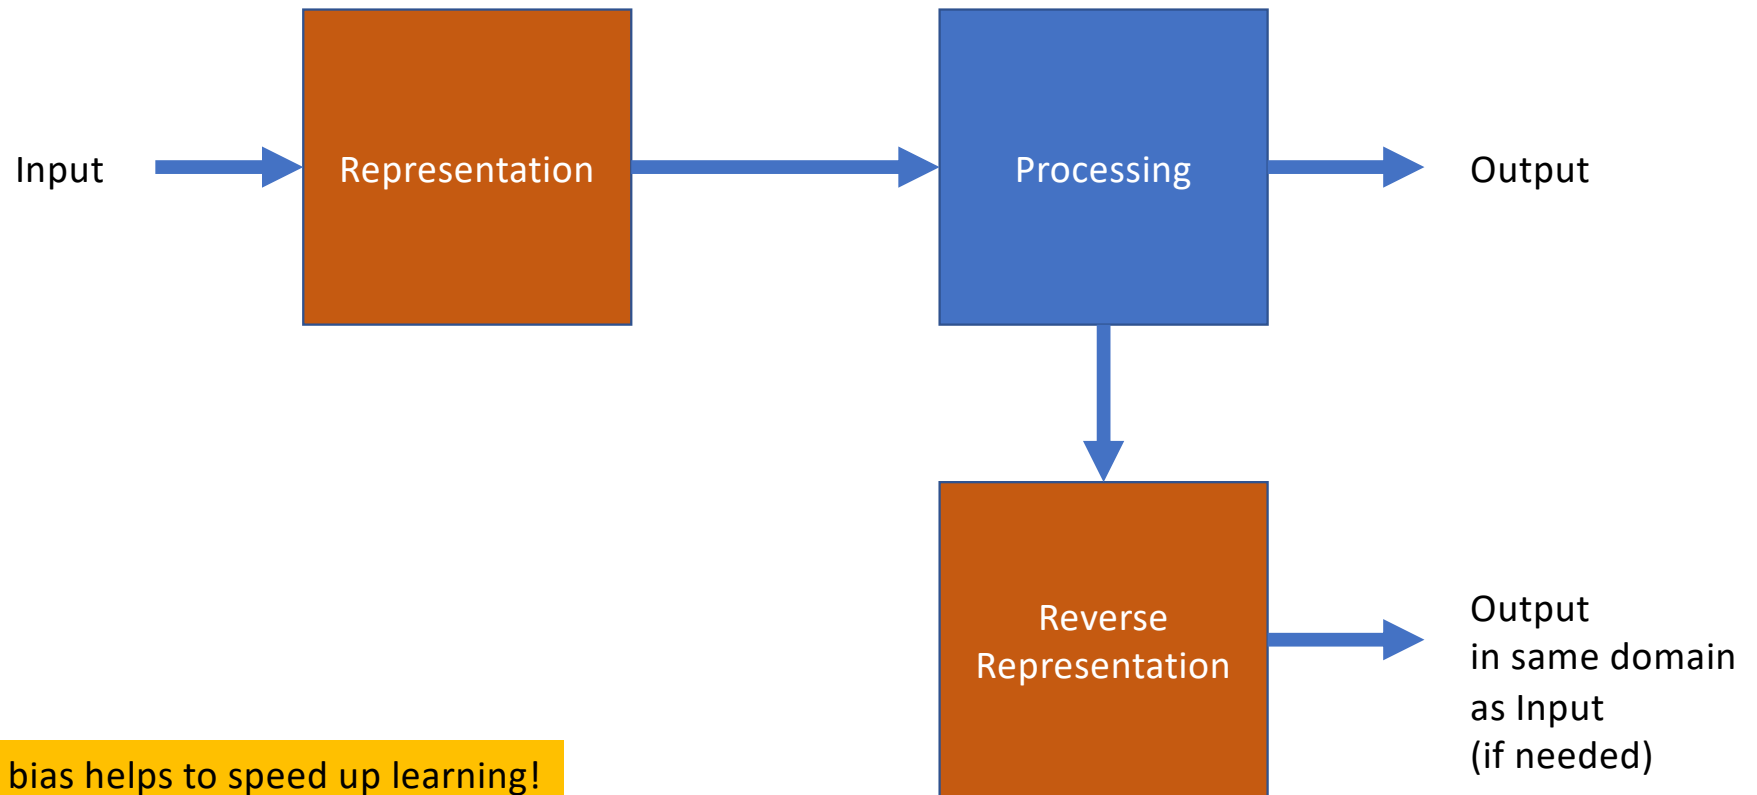 Input
Representation
Processing
Output
Reverse
Representation
Output
in same domain
as Input
(if needed)
bias helps to speed up learning!